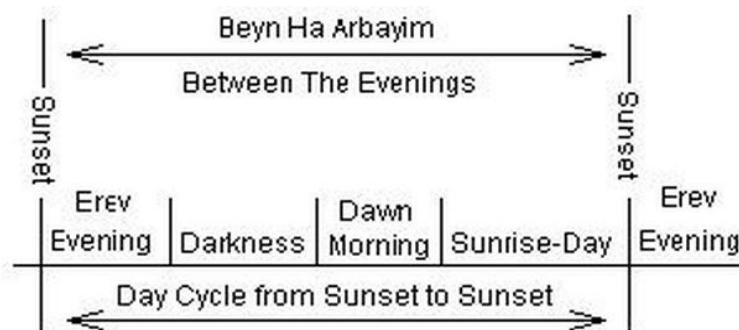 Beyn Ha Arbayim
Between The Evenings
Sunset
Sunset
Erev
Evening
Darkness
Dawn
Morning
Sunrise-Day
Erev
Evening
Day Cycle from Sunset to Sunset